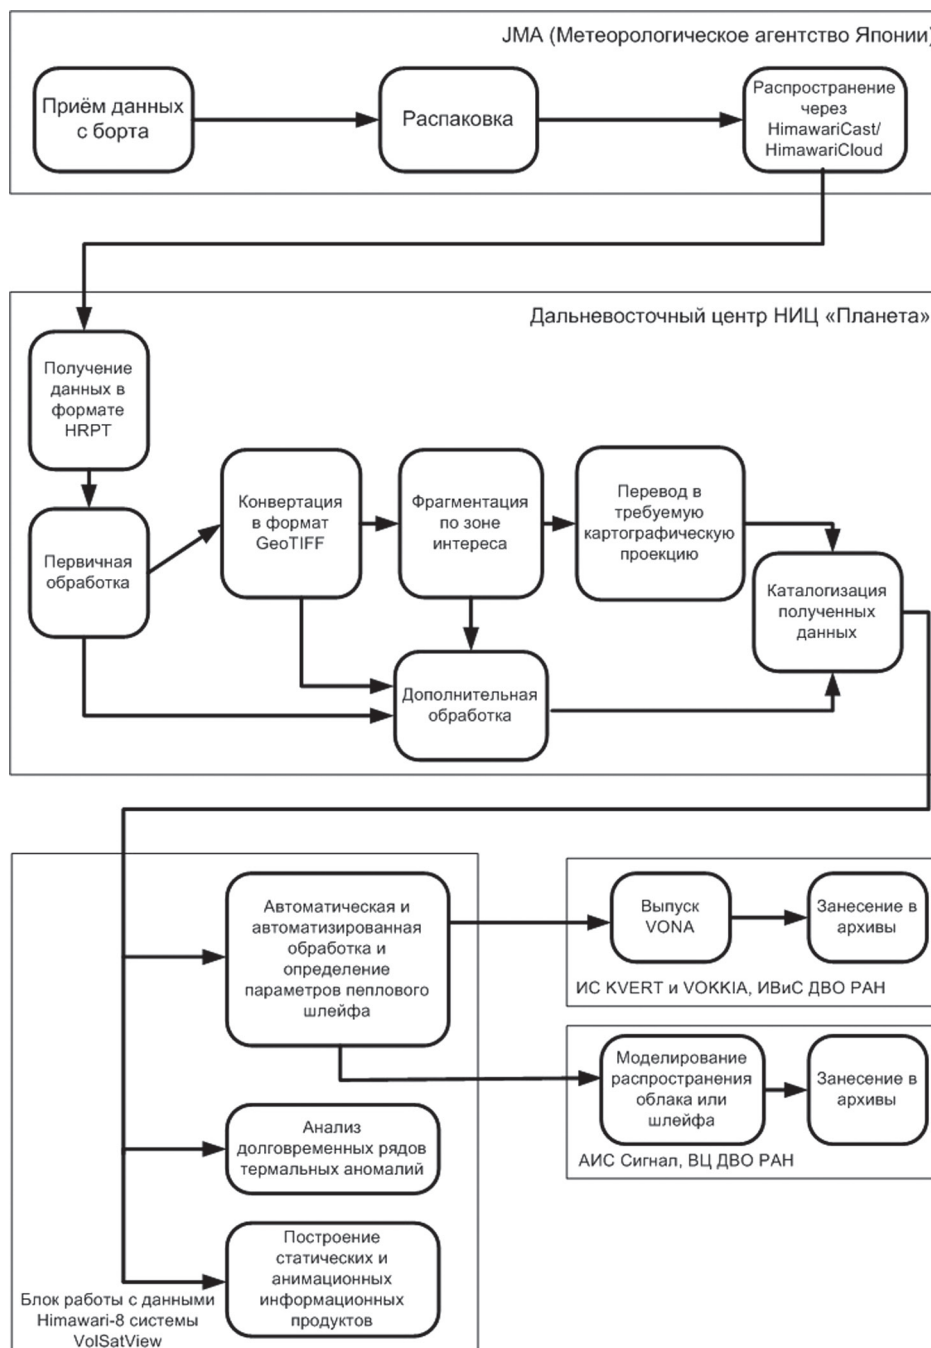 JMA (Метеорологическое агентство Японии)
Приём данных
с борта
Распаковка
Распространение
через
HimawariCast/
HimawariCloud
Дальневосточный центр НИЦ «Планета»
Получение
данных в
формате
HRPT
Первичная
обработка
Конвертация
в формат
GeoTIFF
Фрагментация
по зоне
интереса
Перевод в
требуемую
картографическую
проекцию
Каталогизация
полученных
данных
Дополнительная
обработка
Автоматическая и
автоматизированная
обработка и
определение
параметров пеплового
шлейфа
Анализ
долговременных рядов
термальных аномалий
Построение
статических и
анимационных
информационных
продуктов
Блок работы с данными
Himawari-8 системы
VolSatView
Выпуск
VONA
Занесение в
архивы
ИС KVERT и VOKKIA, ИВиС ДВО РАН
Моделирование
распространения
облака или
шлейфа
Занесение в
архивы
АИС Сигнал, ВЦ ДВО РАН